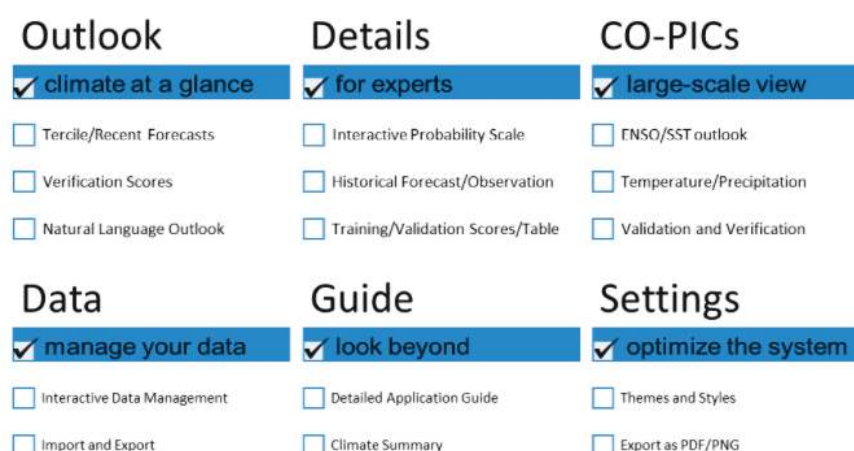 Outlook
climate at a glance
Tercile/Recent Forecasts
Verification Scores
Natural Language Outlook
Details
for experts
Interactive Probability Scale
Historical Forecast/Observation
Training/Validation Scores/Table
CO-PICs
large-scale view
ENSO/SST outlook
Temperature/Precipitation
Validation and Verification
Data
manage your data
Interactive Data Management
Import and Export
Guide
look beyond
Detailed Application Guide
Climate Summary
Settings
optimize the system
Themes and Styles
Export as PDF/PNG